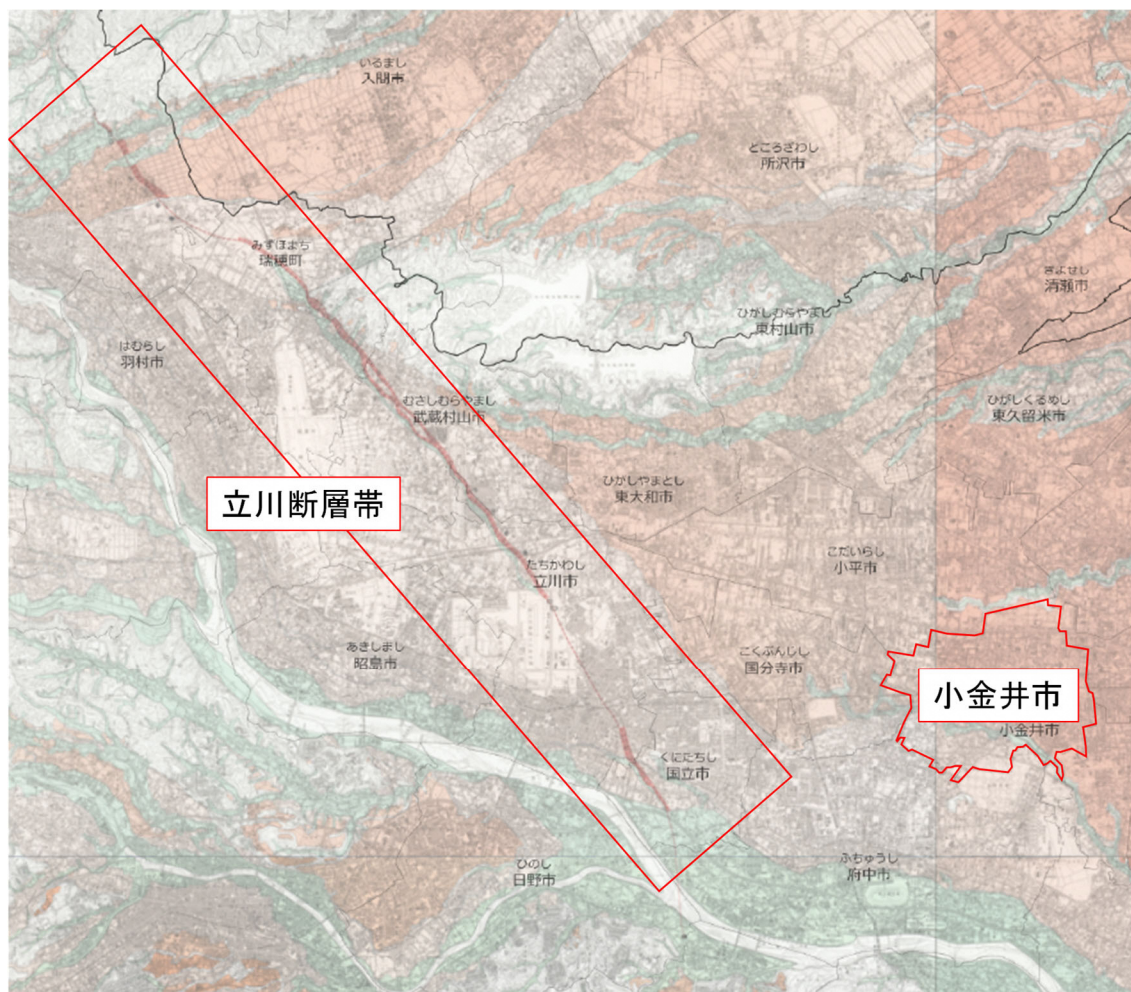 いるまし
入間市
ところざわし
所沢市
みずほまち
瑞穂町
きよせし
清瀬市
ひがしむらやまし
東村山市
はむらし
羽村市
むさしむらやまし
武蔵村山市
ひがしくるめし
東久留米市
立川断層帯
ひがしやまとし
東大和市
こだいらし
小平市
たちかわし
立川市
あきしまし
昭島市
こくぶんじし
国分寺市
小金井市
小金井市
くにたちし
国立市
ひのし
日野市
ふちゅうし
府中市